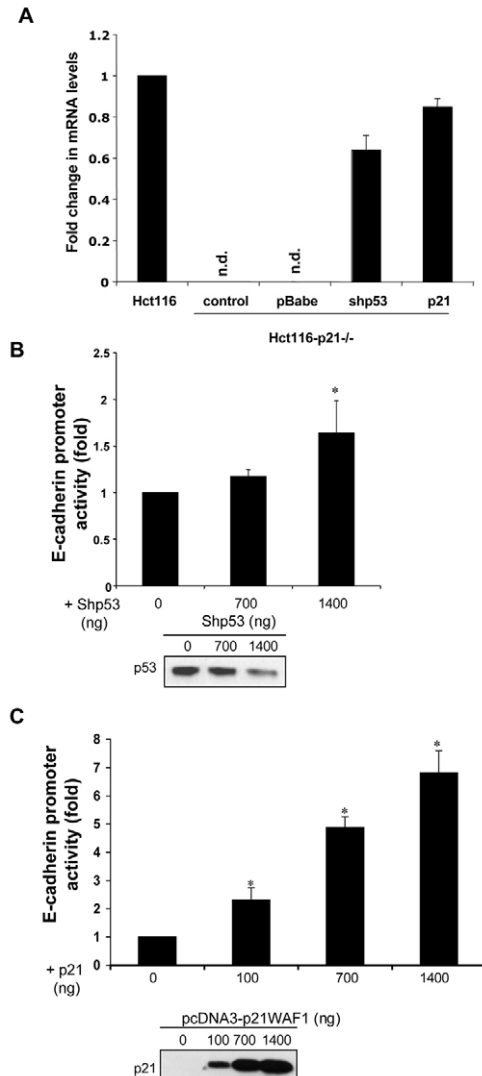 A
Fold change in mRNA levels
1.2
1
0.8
0.6
0.4
0.2
0
n.d.
n.d.
Hct116
control
pBabe
shp53
p21
Hct116-p21-/-
B
E-cadherin promoter
activity (fold)
2.5
2
1.5
1
0.5
0
*
+ Shp53
(ng)
0
700
1400
Shp53 (ng)
0 700 1400
p53
C
E-cadherin promoter
activity (fold)
8
7
6
5
4
3
2
1
0
*
*
*
+ p21
(ng)
0
100
700
1400
pcDNA3-p21WAF1 (ng)
0 100 700 1400
p21